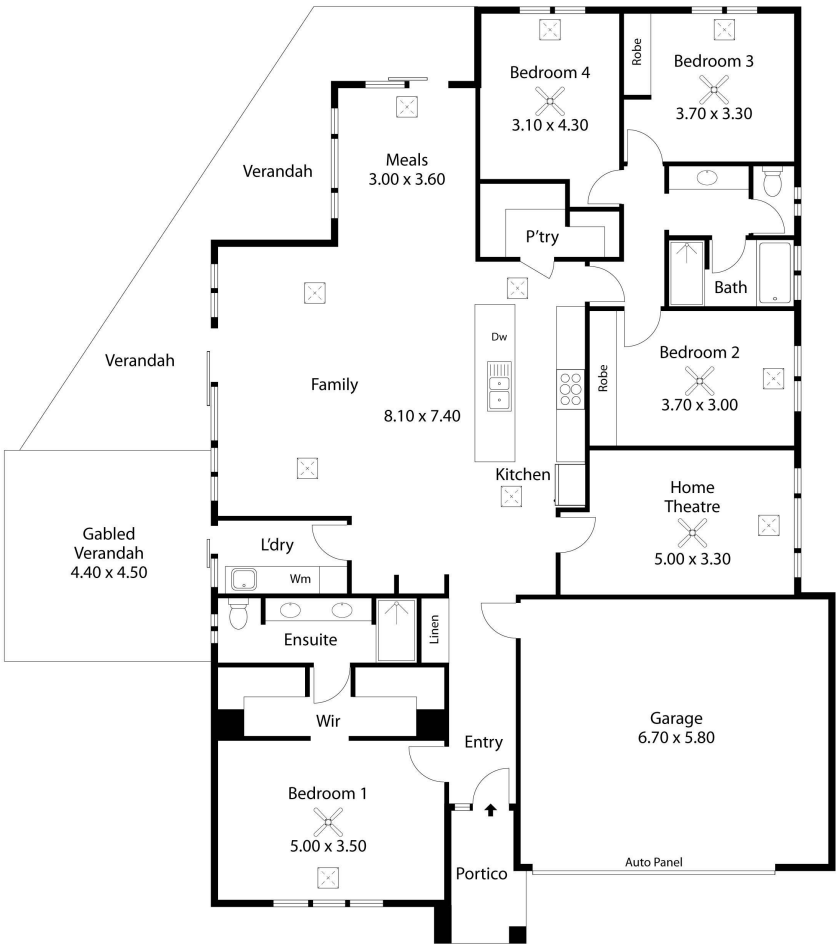 Bedroom 4
3.10 x 4.30
Robe
Bedroom 3
3.70 x 3.30
Meals
3.00 x 3.60
Verandah
P'try
Bath
Verandah
Family
8.10 x 7.40
Dw
Kitchen
Robe
Bedroom 2
3.70 x 3.00
Home
Theatre
5.00 x 3.30
Gabled
Verandah
4.40 x 4.50
L'dry
Wm
Ensuite
Linen
Wir
Entry
Garage
6.70 x 5.80
Bedroom 1
5.00 x 3.50
Portico
Auto Panel